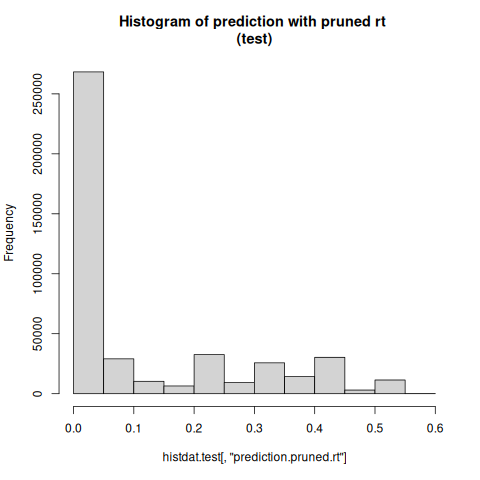 Histogram of prediction with pruned rt
(test)
Frequency
250000
200000
150000
100000
50000
0
0.0 0.1 0.2 0.3 0.4 0.5 0.6
histdat.test[, "prediction.pruned.rt"]